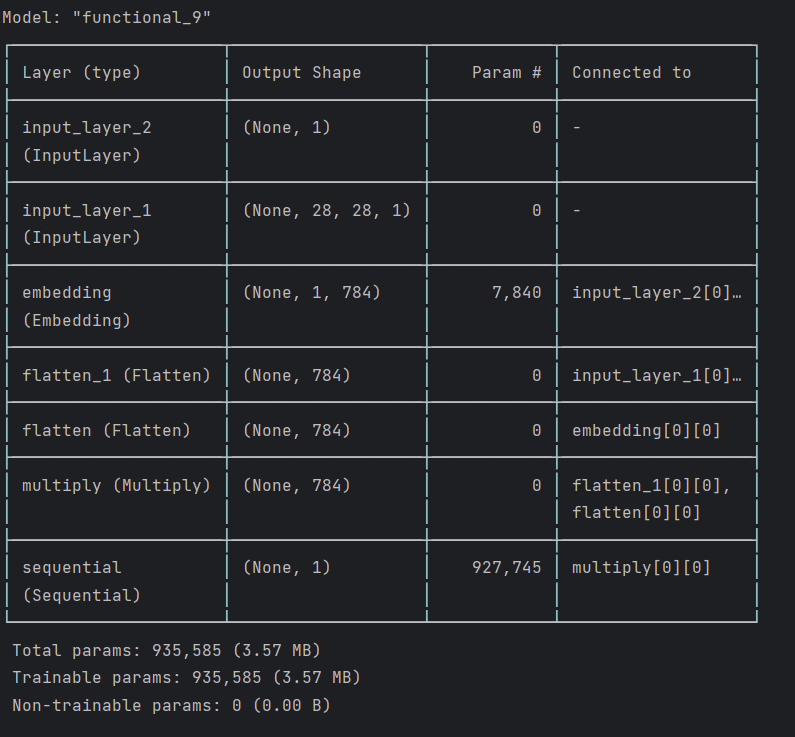 Model: "functional_9"
Layer (type) Output Shape Param # Connected to
input_layer_2 (None, 1) 0 -
(InputLayer)
input_layer_1 (None, 28, 28, 1) 0 -
(InputLayer)
embedding (None, 1, 784) 7,840 input_layer_2[0]…
(Embedding)
flatten_1 (Flatten) (None, 784) 0 input_layer_1[0]…
flatten (Flatten) (None, 784) 0 embedding[0][0]
multiply (Multiply) (None, 784) 0 flatten_1[0][0],
flatten[0][0]
sequential (None, 1) 927,745 multiply[0][0]
(Sequential)
Total params: 935,585 (3.57 MB)
Trainable params: 935,585 (3.57 MB)
Non-trainable params: 0 (0.00 B)